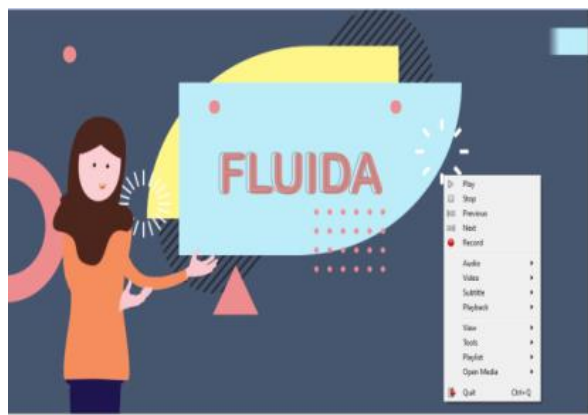 FLUIDA
Play
Stop
Previous
Next
Record
Audio
Video
Subtitle
Playback
View
Tools
Playlist
Open Media
Quit Ctrl+Q